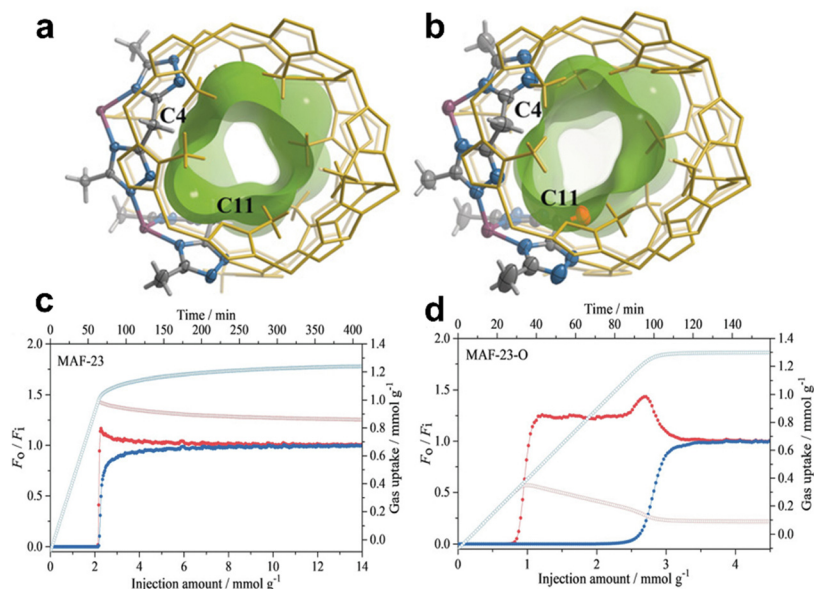 a
b
C4
C11
C4
C11
c
Time / min
0 50 100 150 200 250 300 350 400
MAF-23
2.0
1.5
1.0
0.5
0.0
Fo / Fi
1.4
1.2
1.0
0.8
0.6
0.4
0.2
0.0
Gas uptake / mmol g⁻¹
0 2 4 6 8 10 12 14
Injection amount / mmol g⁻¹
d
Time / min
0 20 40 60 80 100 120 140
MAF-23-O
2.0
1.5
1.0
0.5
0.0
Fo / Fi
1.4
1.3
1.2
1.0
0.8
0.6
0.4
0.2
0.0
Gas uptake / mmol g⁻¹
0 1 2 3 4
Injection amount / mmol g⁻¹